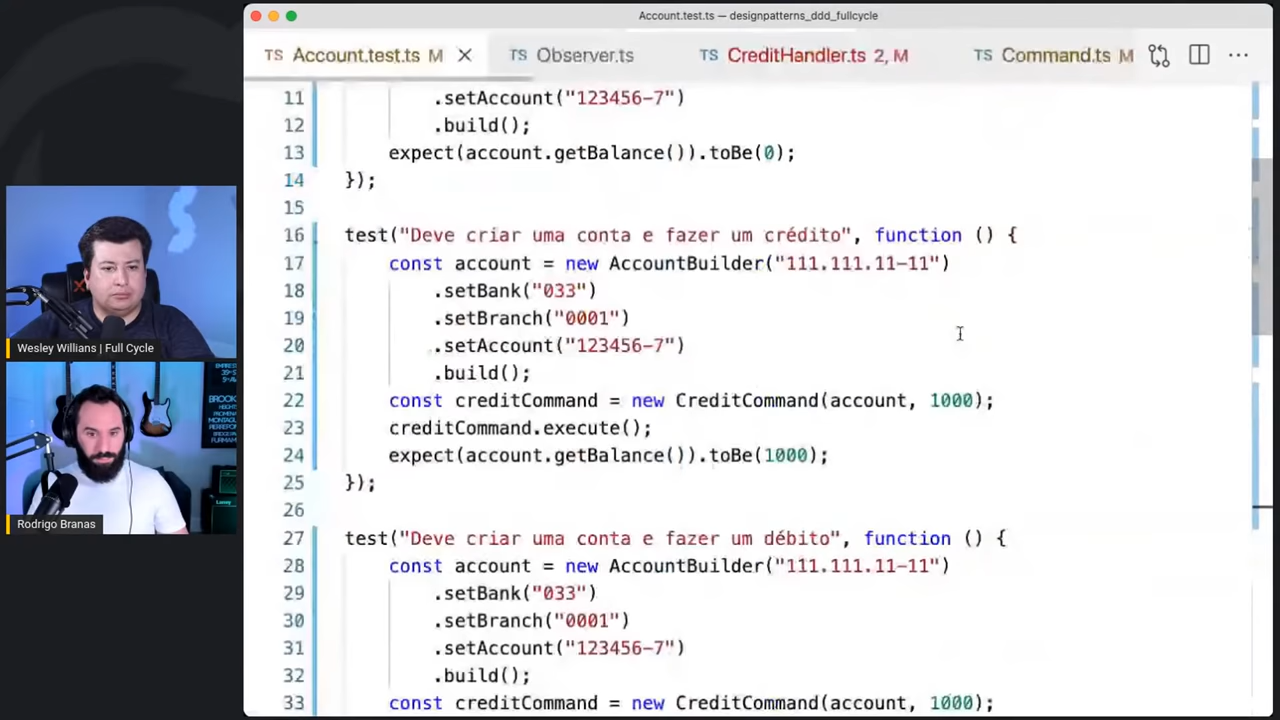 Account.test.ts — designpatterns_ddd_fullcycle
TS Account.test.ts M TS Observer.ts TS CreditHandler.ts 2, M TS Command.ts M
11 .setAccount("123456-7")
12 .build();
13 expect(account.getBalance()).toBe(0);
14 });
15
16 test("Deve criar uma conta e fazer um crédito", function () {
17 const account = new AccountBuilder("111.111.11-11")
18 .setBank("033")
19 .setBranch("0001")
20 .setAccount("123456-7")
21 .build();
22 const creditCommand = new CreditCommand(account, 1000);
23 creditCommand.execute();
24 expect(account.getBalance()).toBe(1000);
25 });
26
27 test("Deve criar uma conta e fazer um débito", function () {
28 const account = new AccountBuilder("111.111.11-11")
29 .setBank("033")
30 .setBranch("0001")
31 .setAccount("123456-7")
32 .build();
33 const creditCommand = new CreditCommand(account, 1000);
Wesley Willians | Full Cycle
Rodrigo Branas